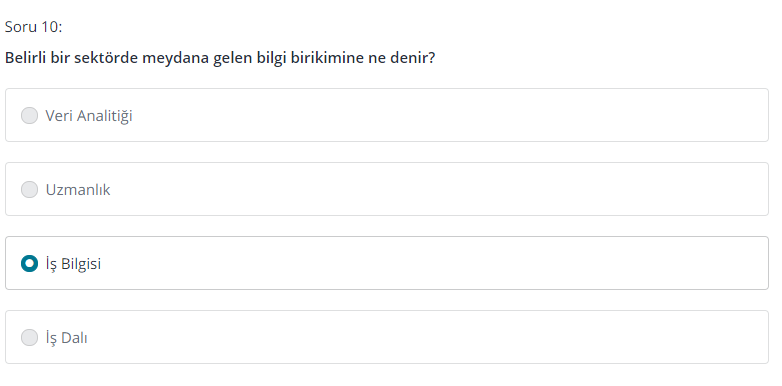 Soru 10:
Belirli bir sektörde meydana gelen bilgi birikimine ne denir?
Veri Analitiği
Uzmanlık
İş Bilgisi
İş Dalı